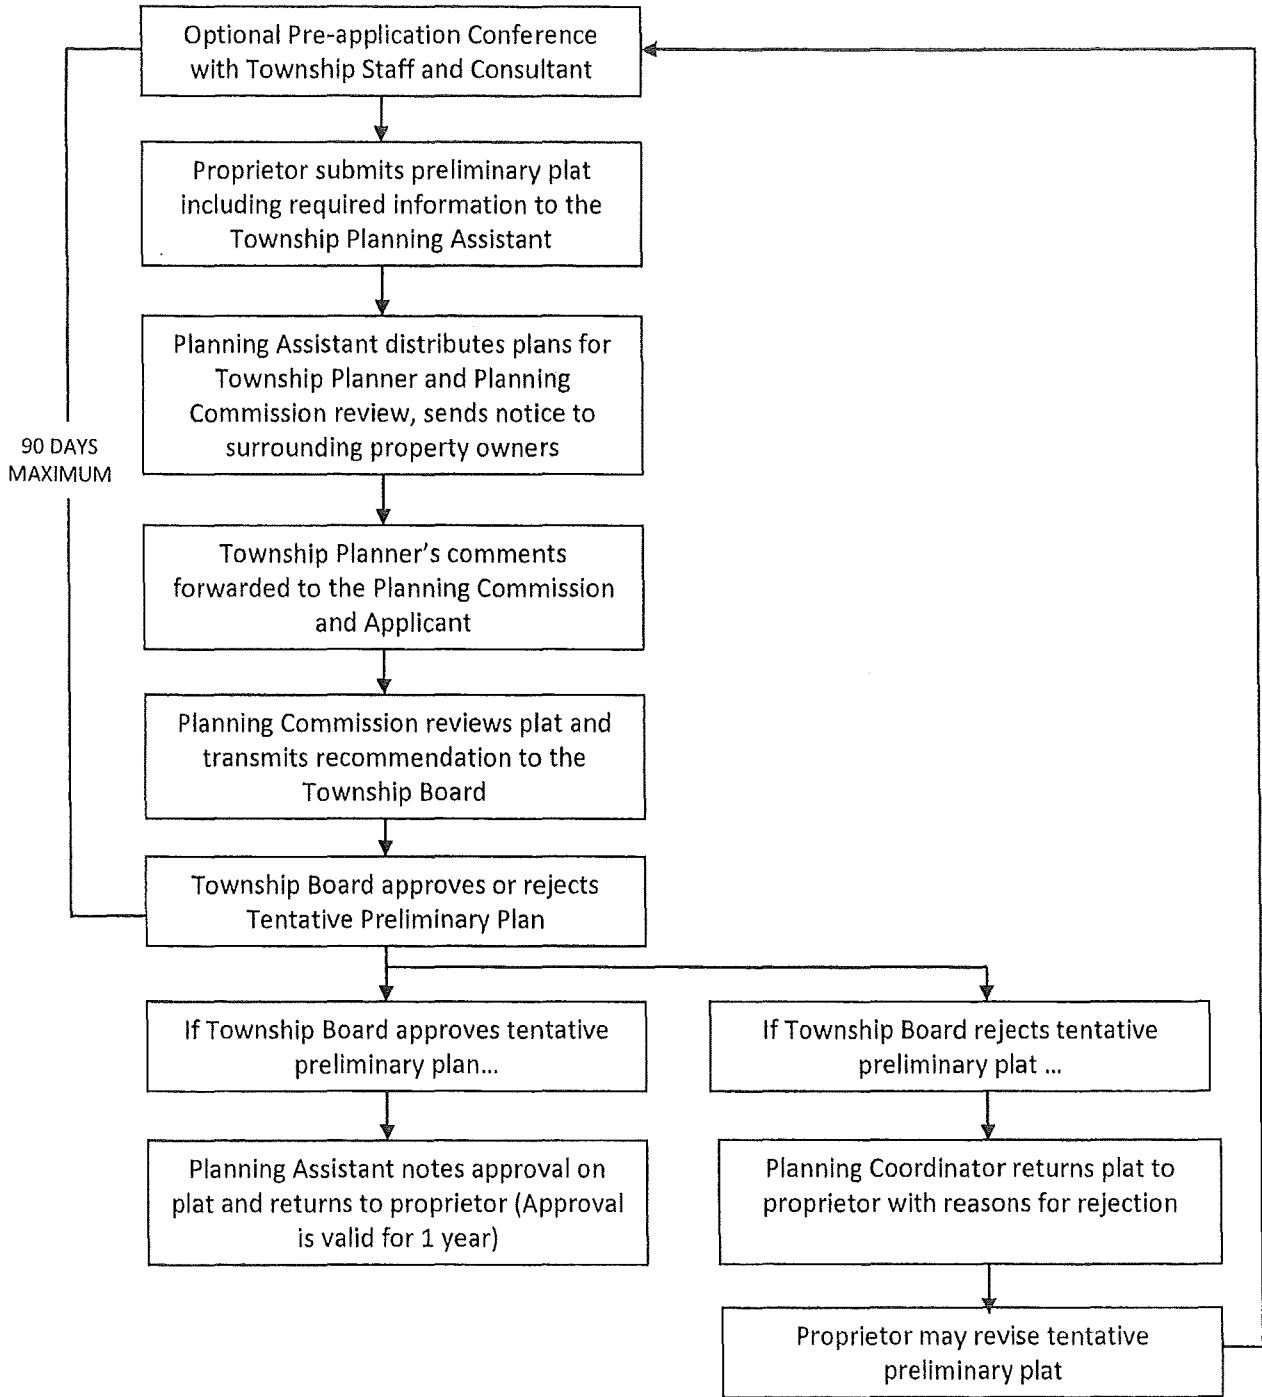 Optional Pre-application Conference
with Township Staff and Consultant
Proprietor submits preliminary plat
including required information to the
Township Planning Assistant
Planning Assistant distributes plans for
Township Planner and Planning
Commission review, sends notice to
surrounding property owners
90 DAYS
MAXIMUM
Township Planner's comments
forwarded to the Planning Commission
and Applicant
Planning Commission reviews plat and
transmits recommendation to the
Township Board
Township Board approves or rejects
Tentative Preliminary Plan
If Township Board approves tentative
preliminary plan...
If Township Board rejects tentative
preliminary plat ...
Planning Assistant notes approval on
plat and returns to proprietor (Approval
is valid for 1 year)
Planning Coordinator returns plat to
proprietor with reasons for rejection
Proprietor may revise tentative
preliminary plat